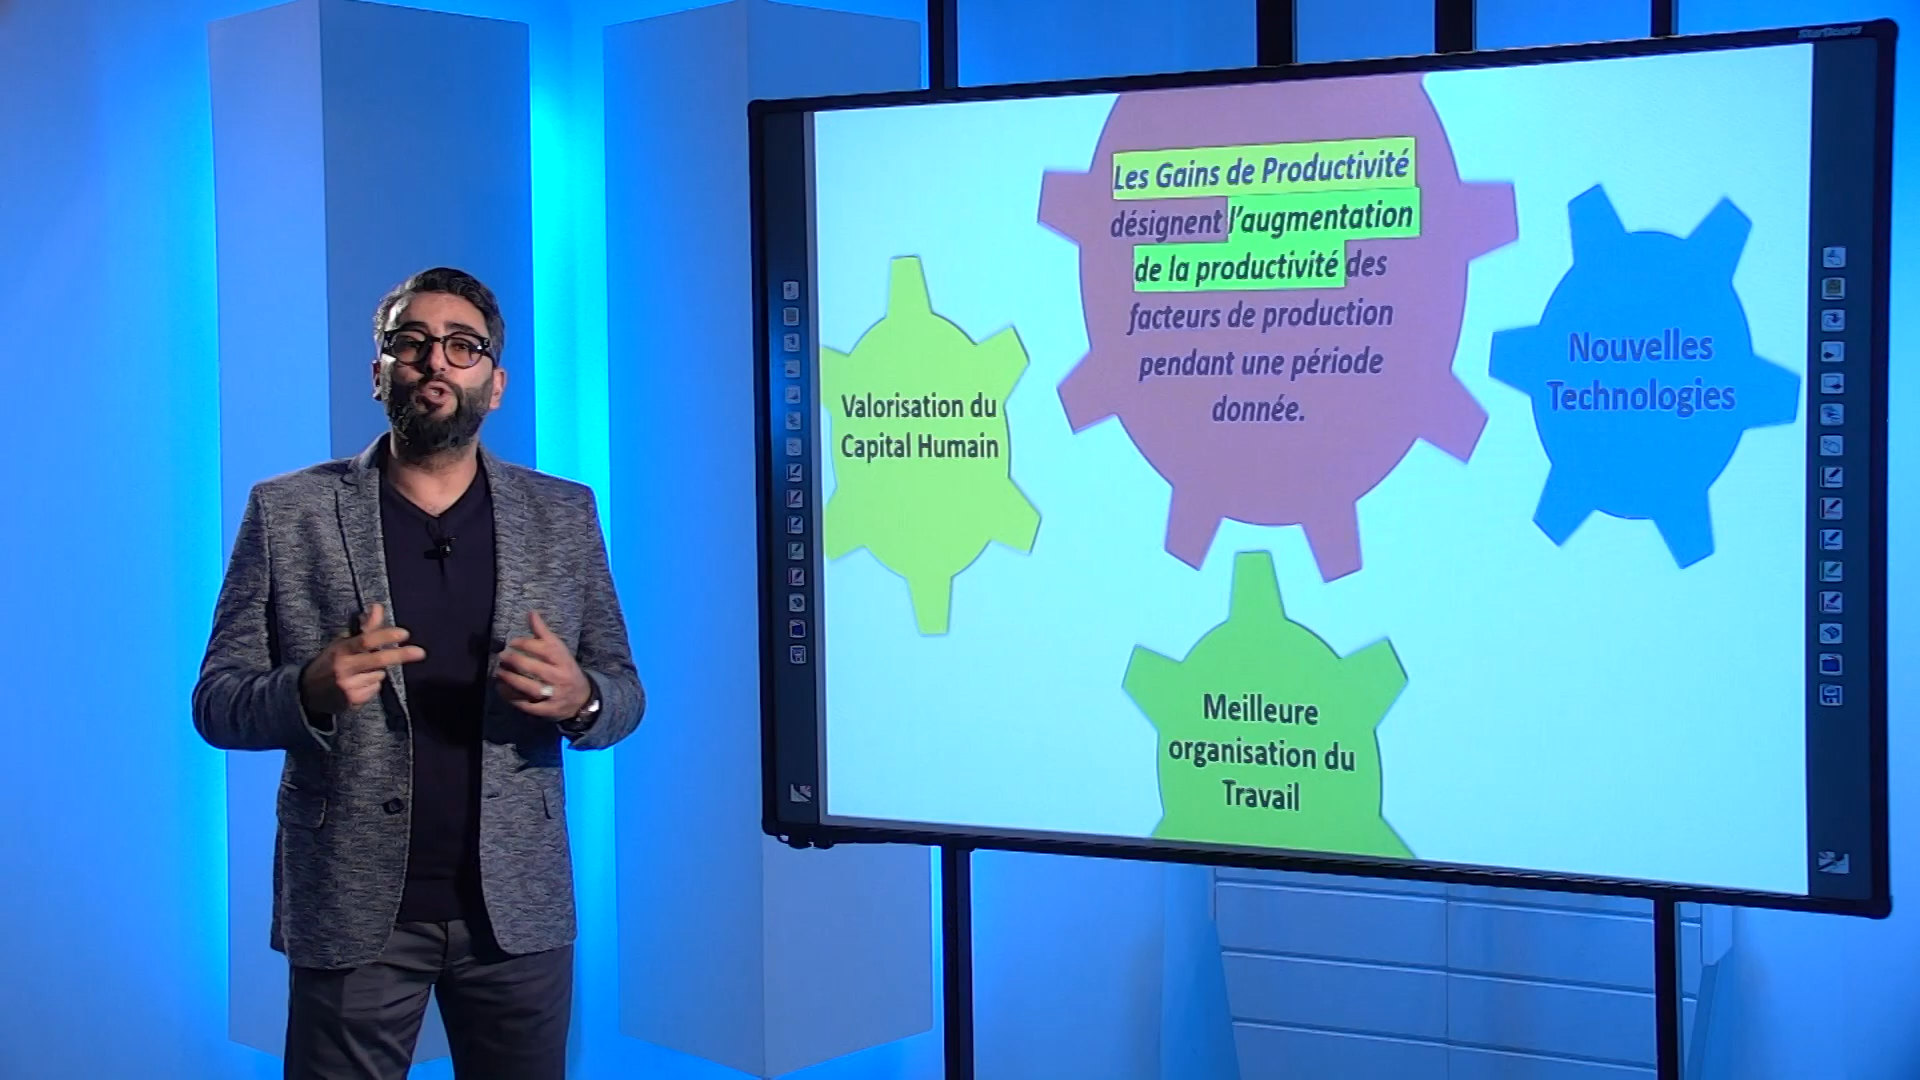 StarBoard
Les Gains de Productivité
désignent l'augmentation
de la productivité des
facteurs de production
pendant une période
donnée.
Valorisation du
Capital Humain
Nouvelles
Technologies
Meilleure
organisation du
Travail